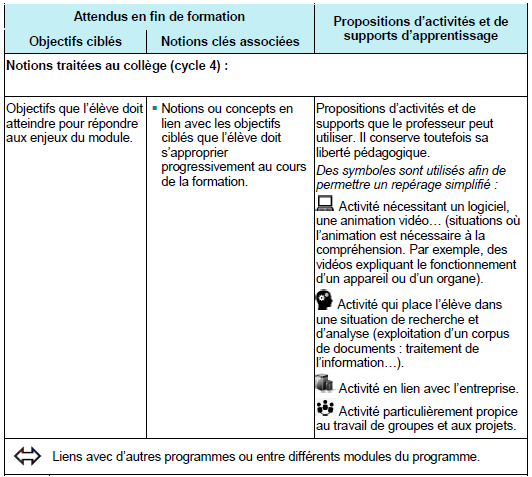 Attendus en fin de formation
Propositions d’activités et de
supports d’apprentissage
Objectifs ciblés
Notions clés associées
Notions traitées au collège (cycle 4) :
Objectifs que l’élève doit
atteindre pour répondre
aux enjeux du module.
▪ Notions ou concepts en
lien avec les objectifs
ciblés que l’élève doit
s’approprier
progressivement au cours
de la formation.
Propositions d’activités et de
supports que le professeur peut
utiliser. Il conserve toutefois sa
liberté pédagogique.
Des symboles sont utilisés afin de
permettre un repérage simplifié :
Activité nécessitant un logiciel,
une animation vidéo… (situations où
l’animation est nécessaire à la
compréhension. Par exemple, des
vidéos expliquant le fonctionnement
d’un appareil ou d’un organe).
Activité qui place l’élève dans
une situation de recherche et
d’analyse (exploitation d’un corpus
de documents : traitement de
l’information…).
Activité en lien avec l’entreprise.
Activité particulièrement propice
au travail de groupes et aux projets.
Liens avec d’autres programmes ou entre différents modules du programme.